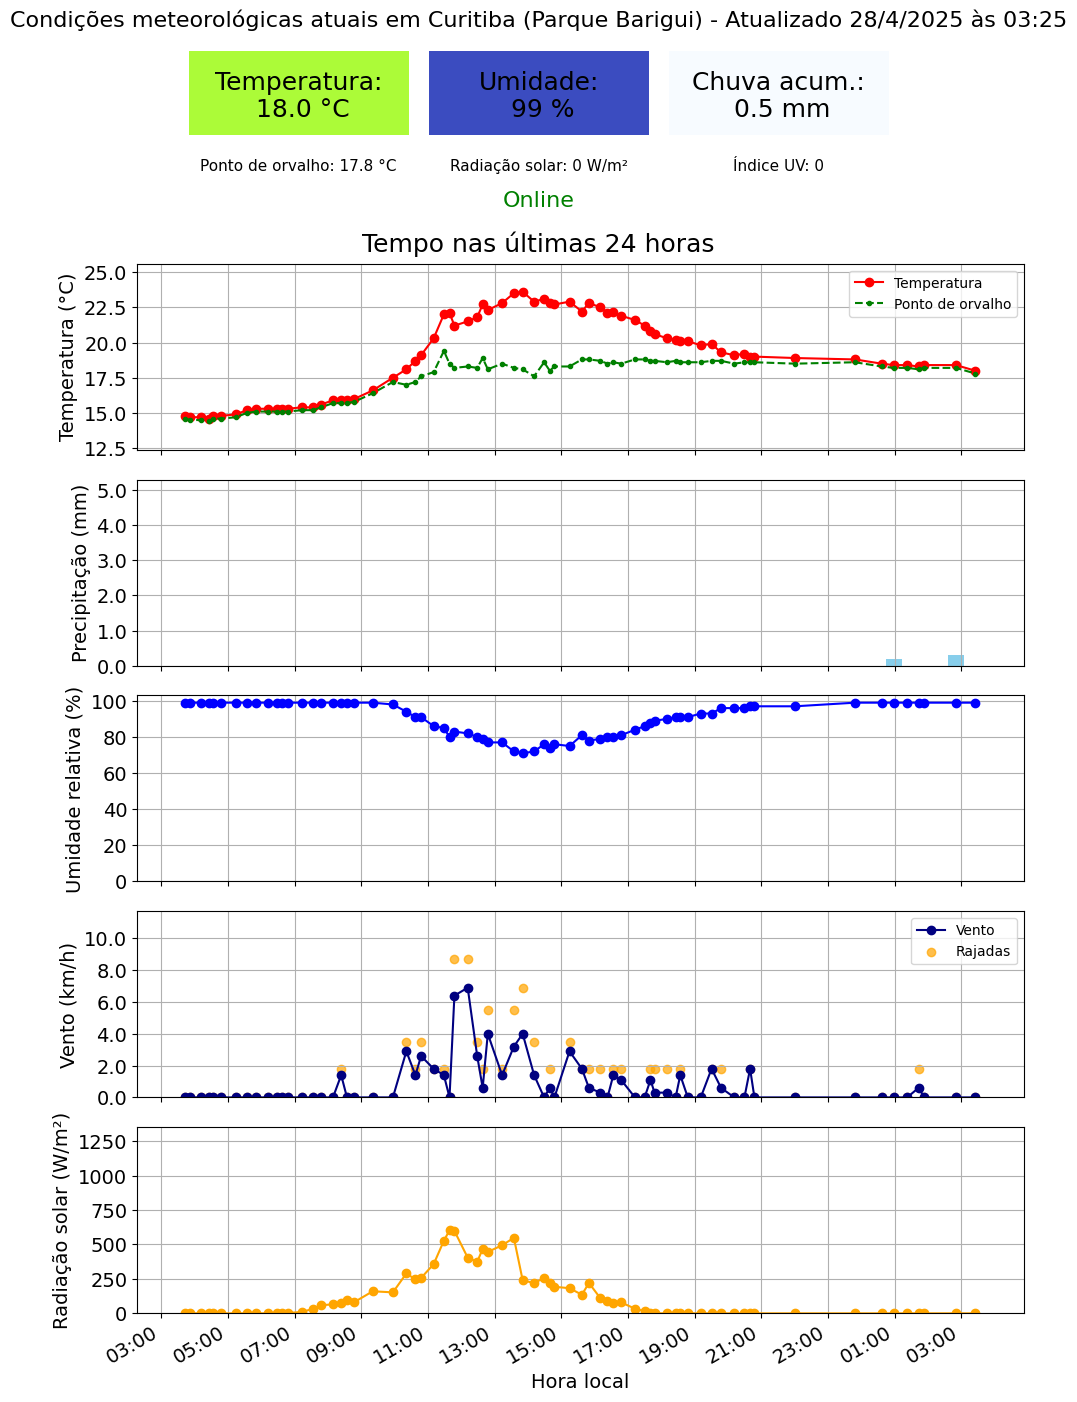 Condições meteorológicas atuais em Curitiba (Parque Barigui) - Atualizado 28/4/2025 às 03:25
Temperatura:
18.0 °C
Umidade:
99 %
Chuva acum.:
0.5 mm
Ponto de orvalho: 17.8 °C
Radiação solar: 0 W/m²
Índice UV: 0
Online
Tempo nas últimas 24 horas
Temperatura (°C)
25.0
22.5
20.0
17.5
15.0
12.5
Temperatura
Ponto de orvalho
Precipitação (mm)
5.0
4.0
3.0
2.0
1.0
0.0
Umidade relativa (%)
100
80
60
40
20
0
Vento (km/h)
10.0
8.0
6.0
4.0
2.0
0.0
Vento
Rajadas
Radiação solar (W/m²)
1250
1000
750
500
250
0
03:00
05:00
07:00
09:00
11:00
13:00
15:00
17:00
19:00
21:00
23:00
01:00
03:00
Hora local